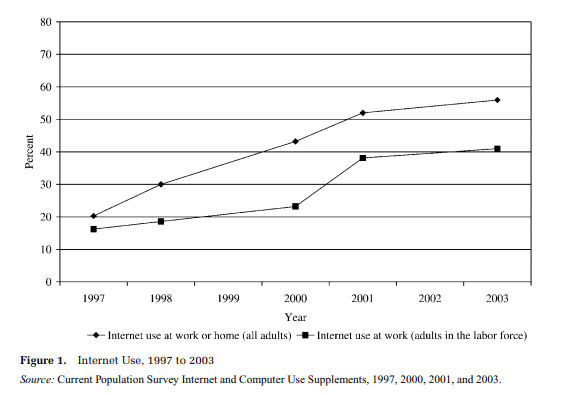 80
70
60
50
40
30
20
10
0
Percent
1997 1998 1999 2000 2001 2002 2003
Year
Internet use at work or home (all adults) Internet use at work (adults in the labor force)
Figure 1. Internet Use, 1997 to 2003
Source: Current Population Survey Internet and Computer Use Supplements, 1997, 2000, 2001, and 2003.